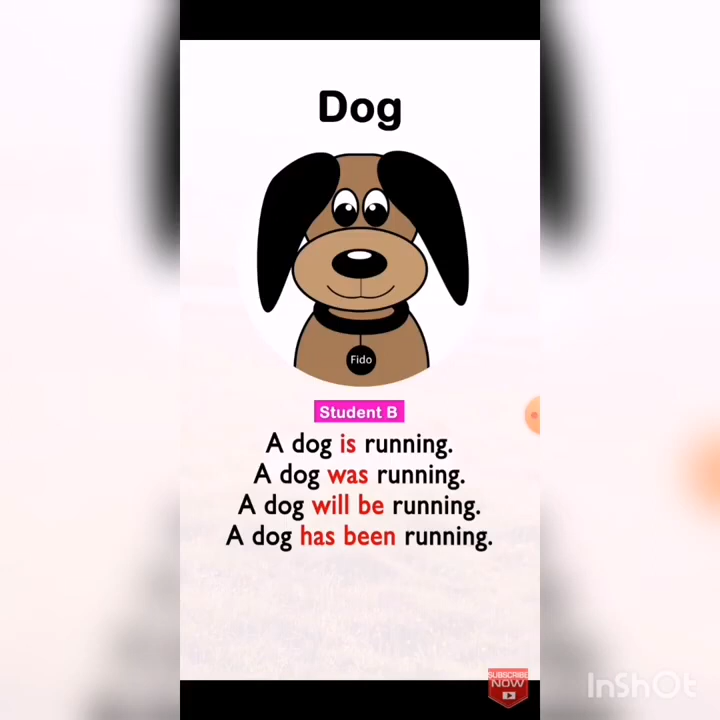 Dog
Fido
Student B
A dog is running.
A dog was running.
A dog will be running.
A dog has been running.
SUBSCRIBE
NOW
InShOt